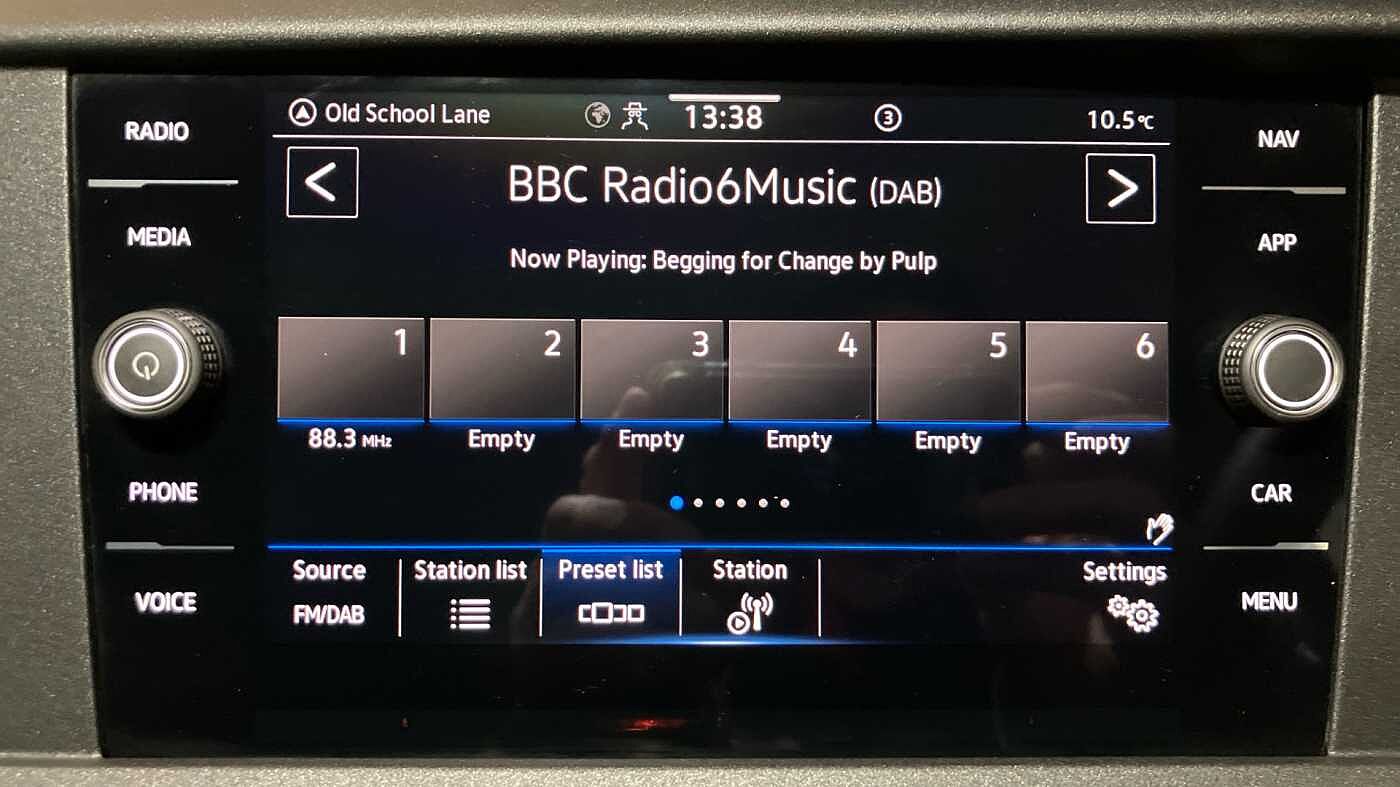 RADIO
MEDIA
PHONE
VOICE
Old School Lane
13:38
3
10.5°C
< BBC Radio6Music (DAB) >
Now Playing: Begging for Change by Pulp
1 2 3 4 5 6
88.3 MHz Empty Empty Empty Empty Empty
Source Station list Preset list Station Settings
FM/DAB
NAV
APP
CAR
MENU